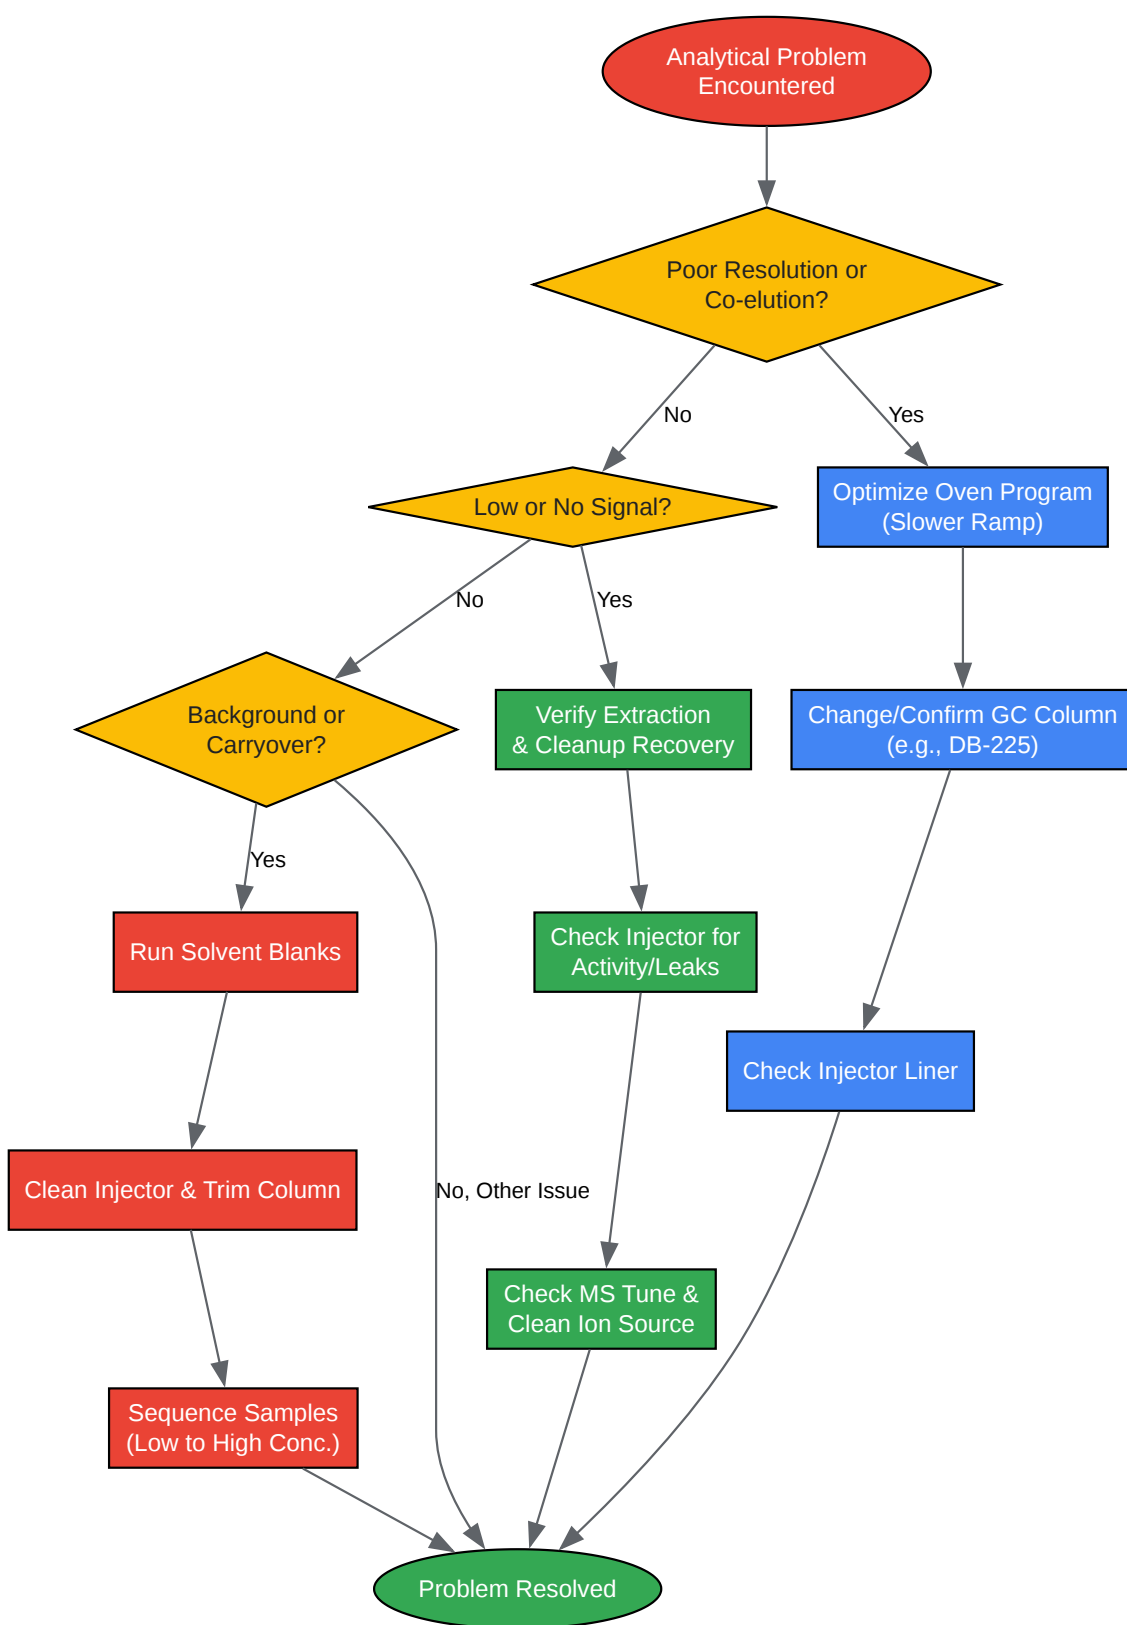 Analytical Problem
Encountered
Poor Resolution or
Co-elution?
No
Yes
Low or No Signal?
Optimize Oven Program
(Slower Ramp)
No
Yes
Background or
Carryover?
Verify Extraction
& Cleanup Recovery
Change/Confirm GC Column
(e.g., DB-225)
Yes
Run Solvent Blanks
Check Injector for
Activity/Leaks
Check Injector Liner
Clean Injector & Trim Column
No, Other Issue
Check MS Tune &
Clean Ion Source
Sequence Samples
(Low to High Conc.)
Problem Resolved